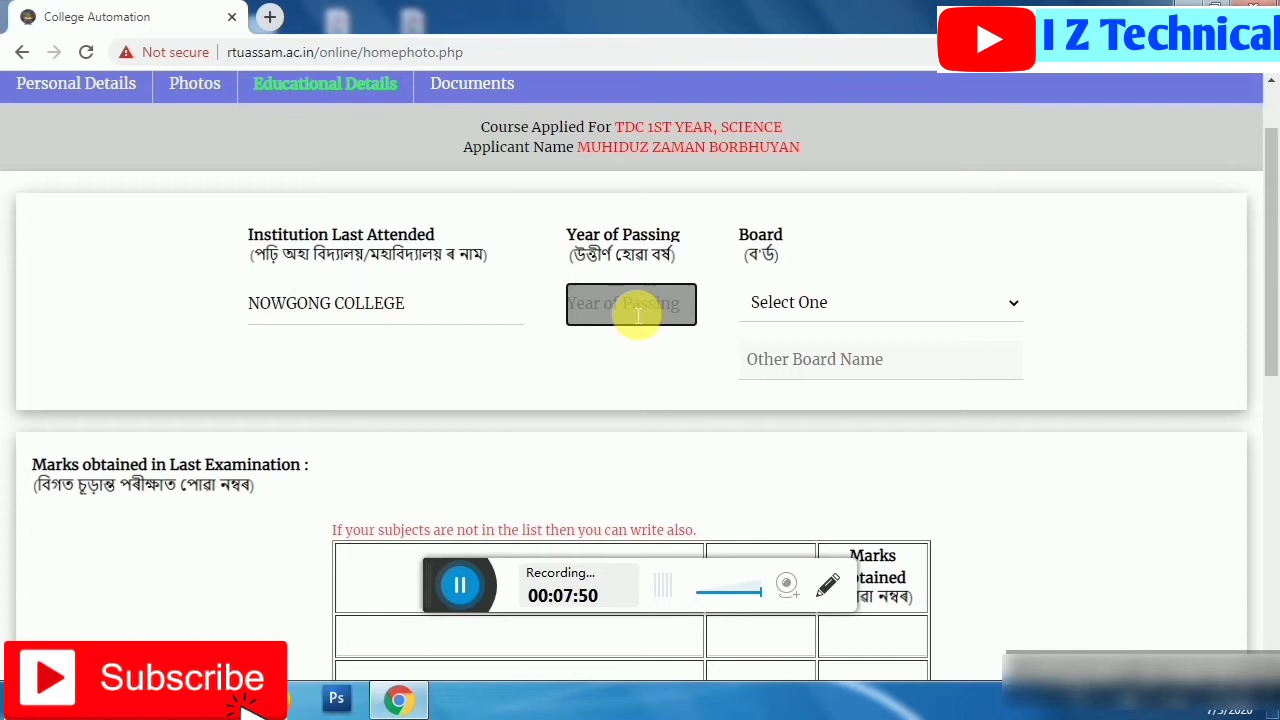 College Automation
I Z Technical
Not secure
rtuassam.ac.in/online/homephoto.php
Personal Details
Photos
Educational Details
Documents
Course Applied For TDC 1ST YEAR, SCIENCE
Applicant Name MUHIDUZ ZAMAN BORBHUYAN
Institution Last Attended
(পঢ়ি অহা বিদ্যালয়/মহাবিদ্যালয় ৰ নাম)
Year of Passing
(উত্তীৰ্ণ হোৱা বৰ্ষ)
Board
(ব'ৰ্ড)
NOWGONG COLLEGE
Year of Passing
Select One
Other Board Name
Marks obtained in Last Examination :
(বিগত চূড়ান্ত পৰীক্ষাত পোৱা নম্বৰ)
If your subjects are not in the list then you can write also.
Marks
Recording...
00:07:50
Subscribe
Ps